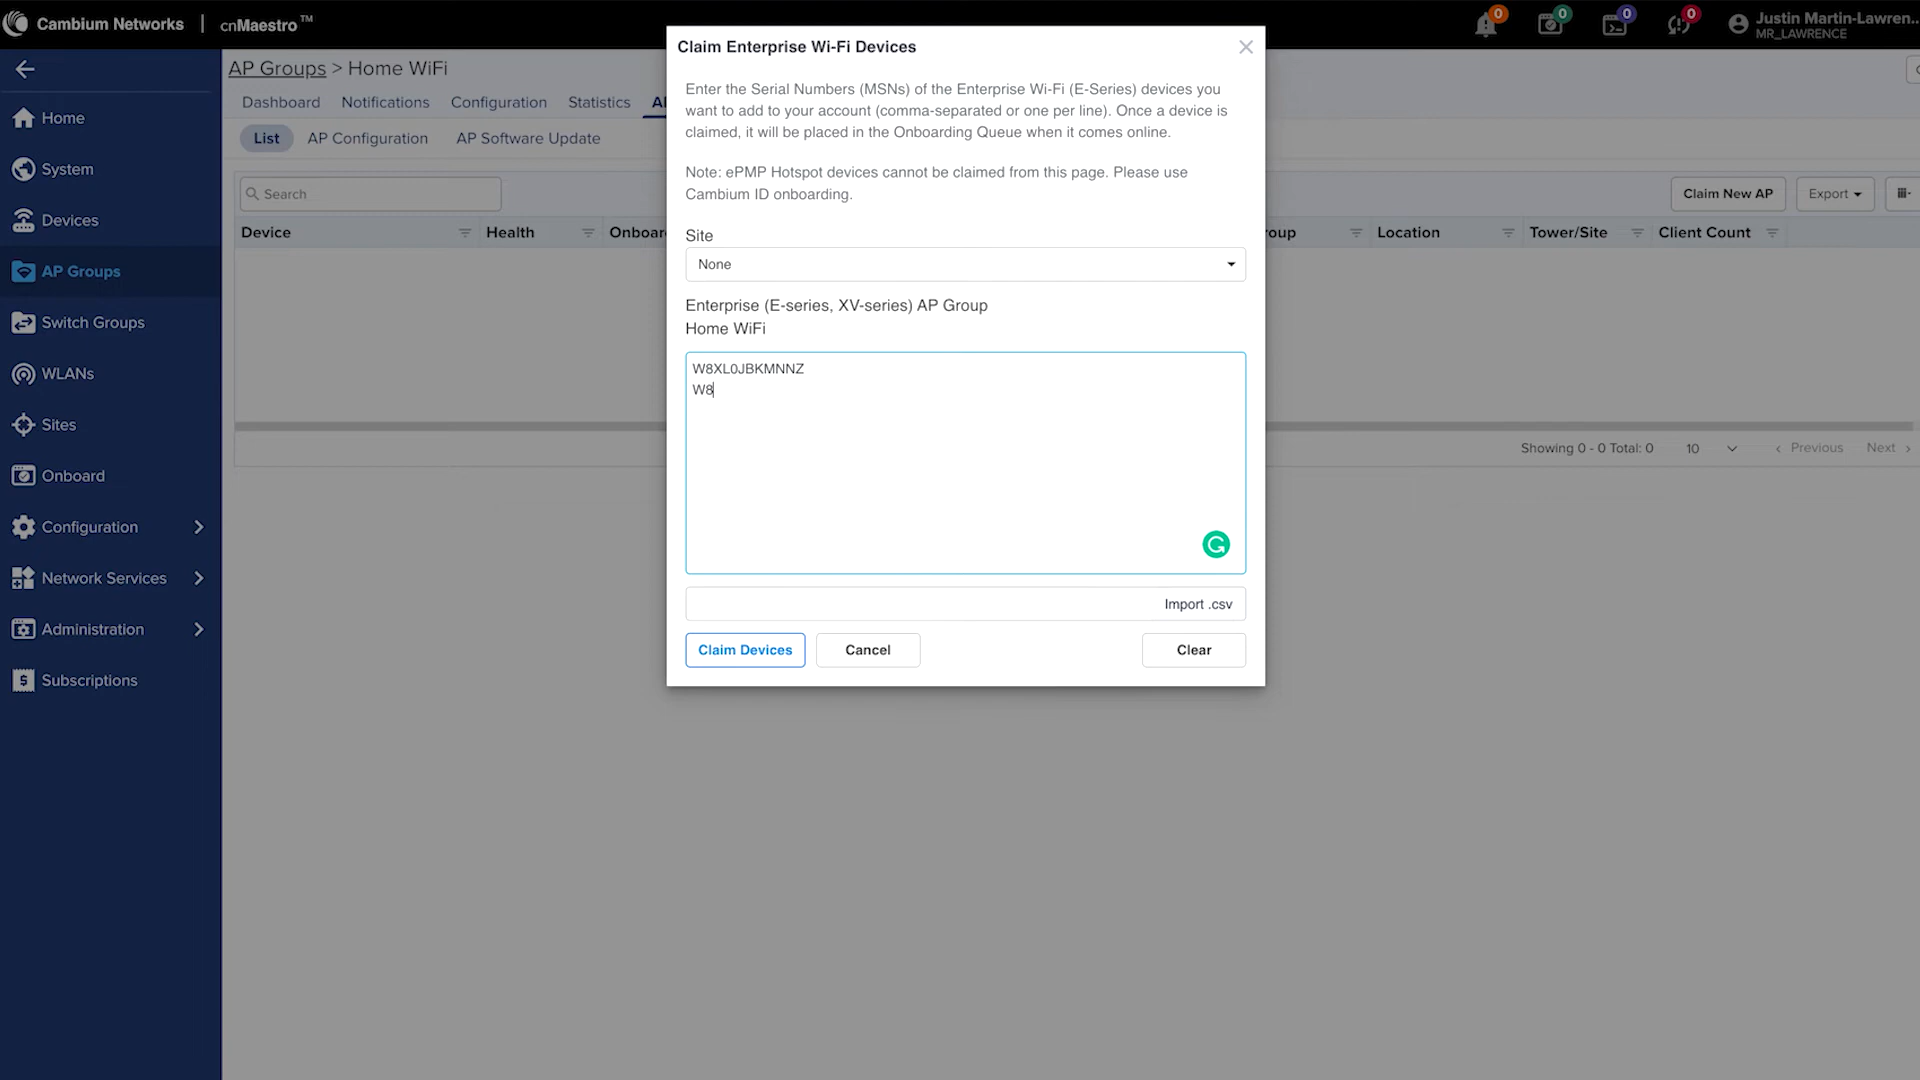 Cambium Networks | cnMaestro™
0
0
0
0
Justin Martin-Lawren...
MR_LAWRENCE
Home
System
Devices
AP Groups
Switch Groups
WLANs
Sites
Onboard
Configuration
Network Services
Administration
Subscriptions
AP Groups > Home WiFi
Dashboard Notifications Configuration Statistics
List AP Configuration AP Software Update
Search
Claim New AP Export
Device Health Onboar oup Location Tower/Site Client Count
Showing 0 - 0 Total: 0 10 ‹ Previous Next ›
Claim Enterprise Wi-Fi Devices
Enter the Serial Numbers (MSNs) of the Enterprise Wi-Fi (E-Series) devices you
want to add to your account (comma-separated or one per line). Once a device is
claimed, it will be placed in the Onboarding Queue when it comes online.
Note: ePMP Hotspot devices cannot be claimed from this page. Please use
Cambium ID onboarding.
Site
None
Enterprise (E-series, XV-series) AP Group
Home WiFi
W8XL0JBKMNNZ
W8
Import .csv
Claim Devices Cancel Clear